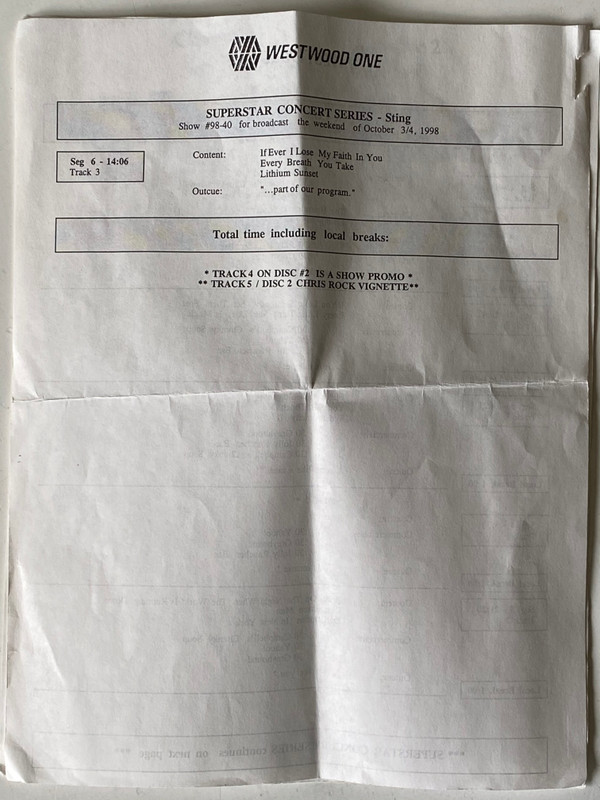 WESTWOOD ONE
SUPERSTAR CONCERT SERIES - Sting
Show #98-40 for broadcast the weekend of October 3/4, 1998
Seg 6 - 14:06
Track 3
Content: If Ever I Lose My Faith In You
Every Breath You Take
Lithium Sunset
Outcue: "...part of our program."
Total time including local breaks:
* TRACK 4 ON DISC #2 IS A SHOW PROMO *
** TRACK 5 / DISC 2 CHRIS ROCK VIGNETTE**